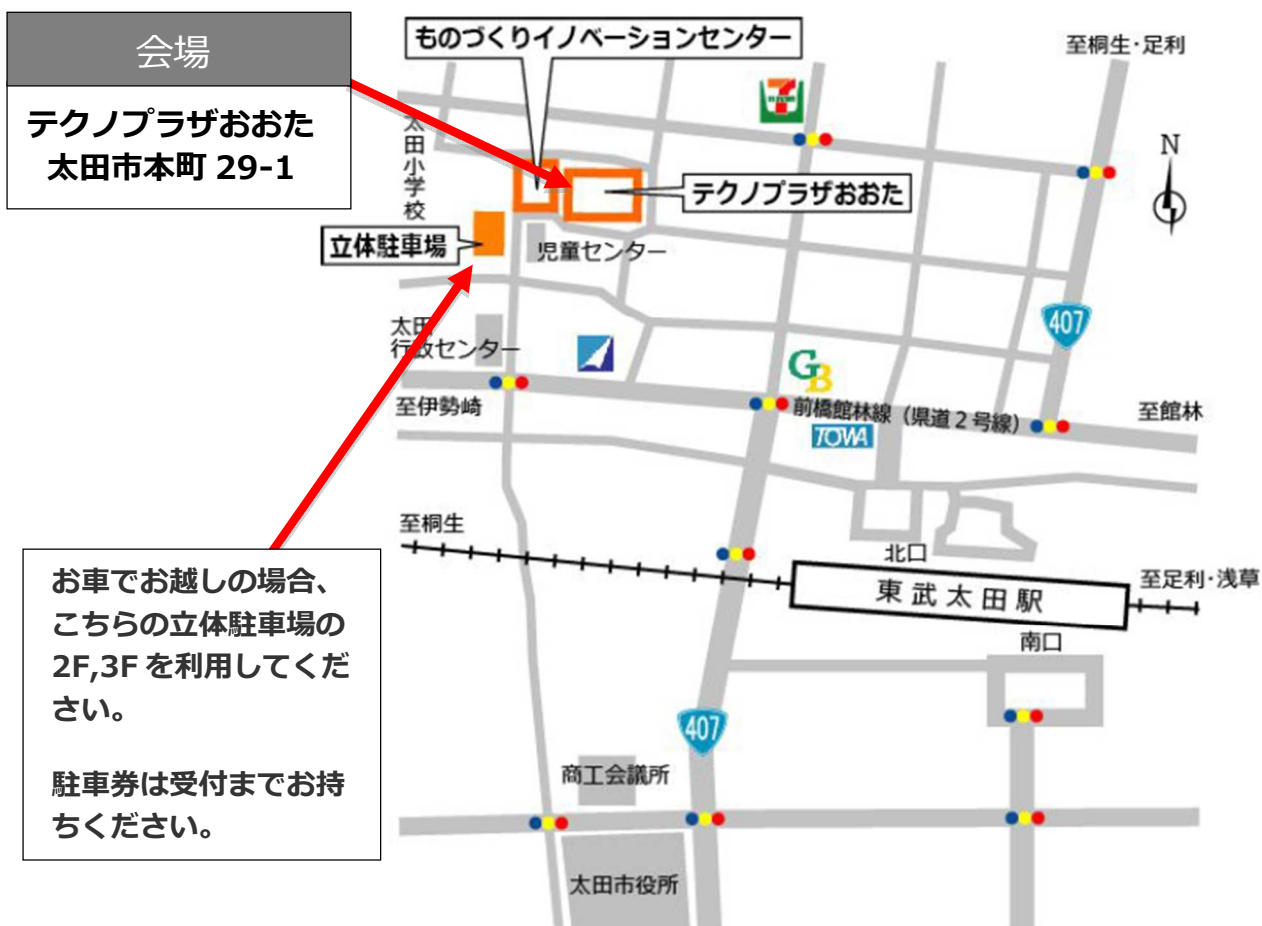 会場
テクノプラザおおた
太田市本町 29-1
ものづくりイノベーションセンター
至桐生・足利
太田小学校
N
テクノプラザおおた
立体駐車場
児童センター
407
太田
行政センター
GB
至伊勢崎
前橋館林線（県道２号線）
至館林
TOWA
至桐生
北口
東武太田駅
至足利・浅草
南口
お車でお越しの場合、
こちらの立体駐車場の
2F,3F を利用してくだ
さい。
駐車券は受付までお持
ちください。
407
商工会議所
太田市役所